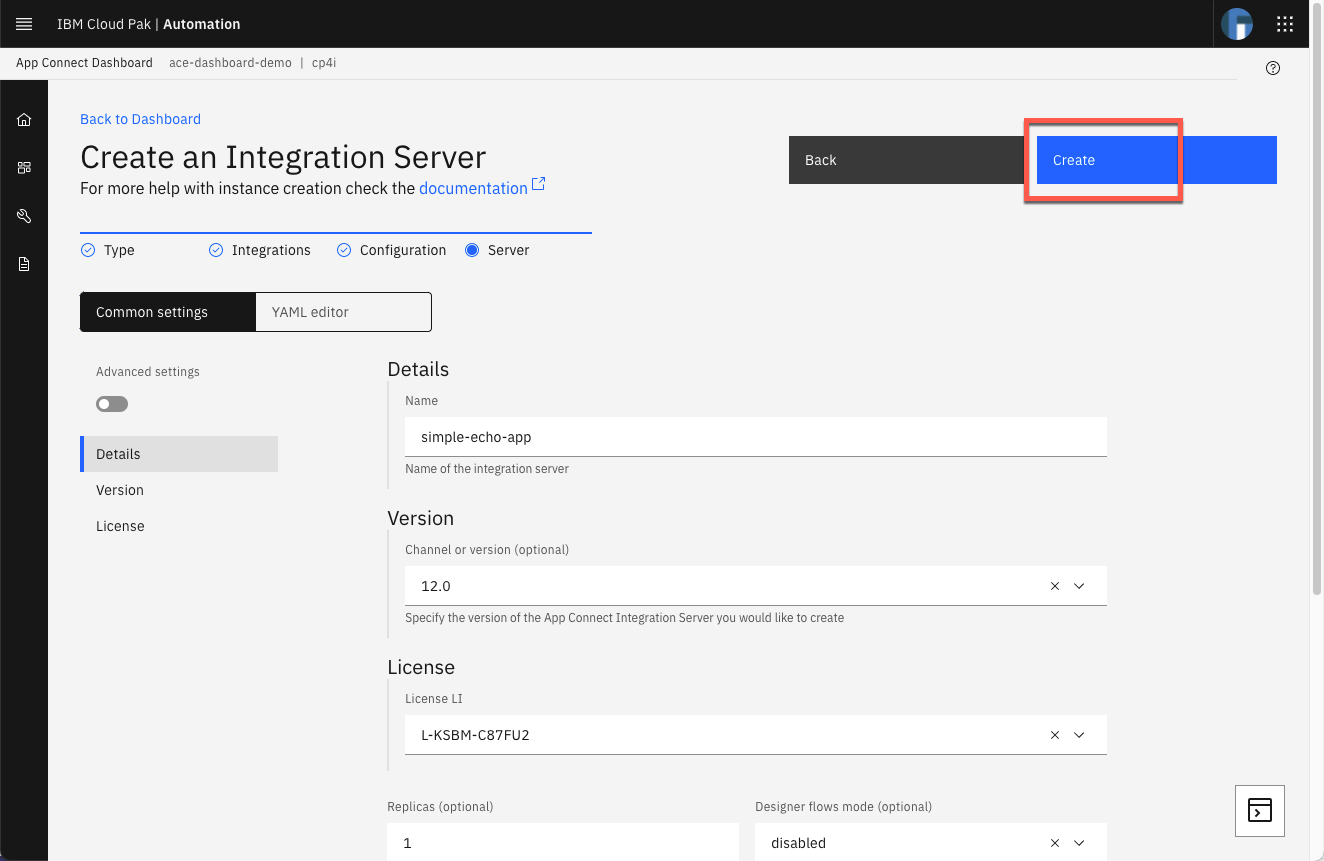 IBM Cloud Pak | Automation
App Connect Dashboard ace-dashboard-demo | cp4i
Back to Dashboard
Create an Integration Server
For more help with instance creation check the documentation
Back
Create
Type
Integrations
Configuration
Server
Common settings
YAML editor
Advanced settings
Details
Version
License
Details
Name
simple-echo-app
Name of the integration server
Version
Channel or version (optional)
12.0
Specify the version of the App Connect Integration Server you would like to create
License
License LI
L-KSBM-C87FU2
Replicas (optional)
1
Designer flows mode (optional)
disabled